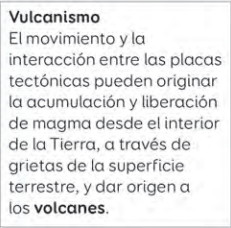 Vulcanismo
El movimiento y la
interacción entre las placas
tectónicas pueden originar
la acumulación y liberación
de magma desde el interior
de la Tierra, a través de
grietas de la superficie
terrestre, y dar origen a
los volcanes.